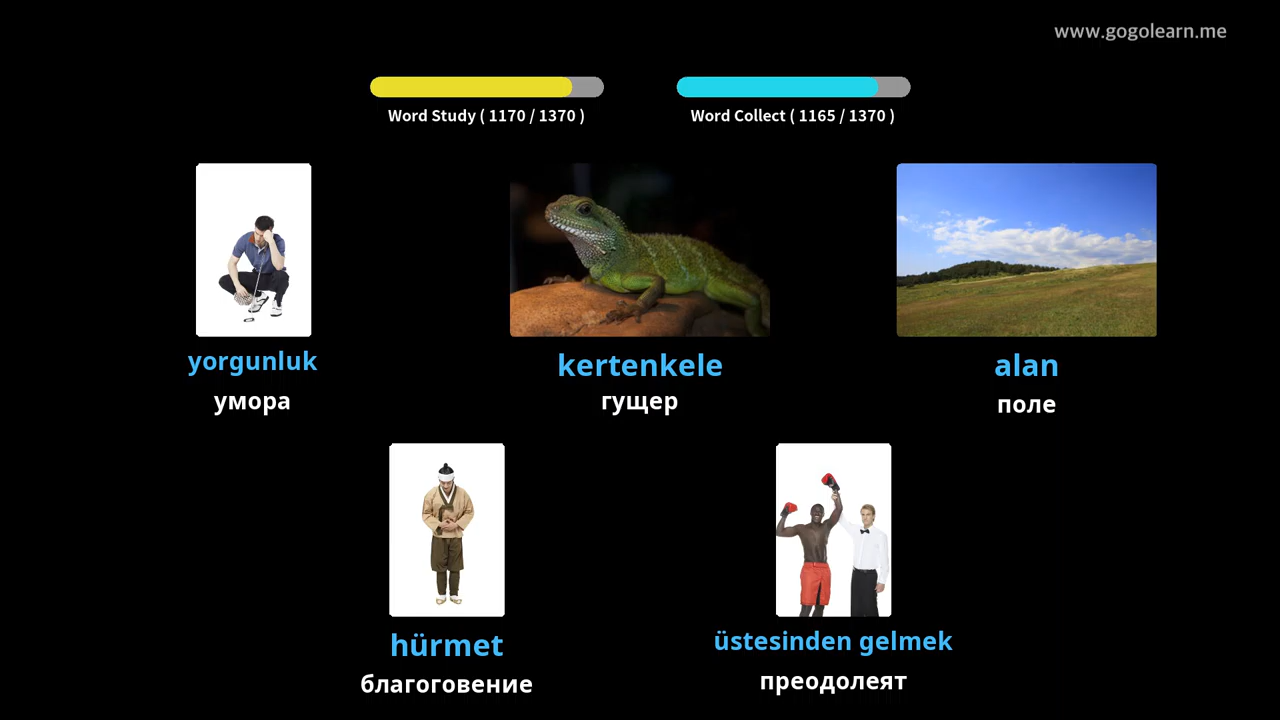 www.gogolearn.me
Word Study ( 1170 / 1370 )
Word Collect ( 1165 / 1370 )
yorgunluk
умора
kertenkele
гущер
alan
поле
hürmet
благоговение
üstesinden gelmek
преодолеят